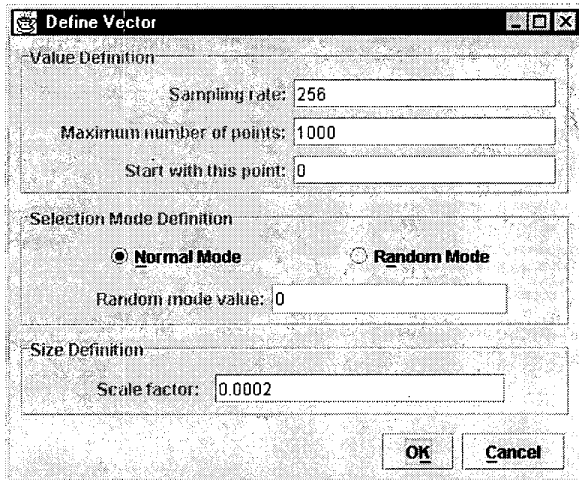 Define Vector
Value Definition
Sampling rate: 256
Maximum number of points: 1000
Start with this point: 0
Selection Mode Definition
Normal Mode Random Mode
Random mode value: 0
Size Definition
Scale factor: 0.0002
OK Cancel